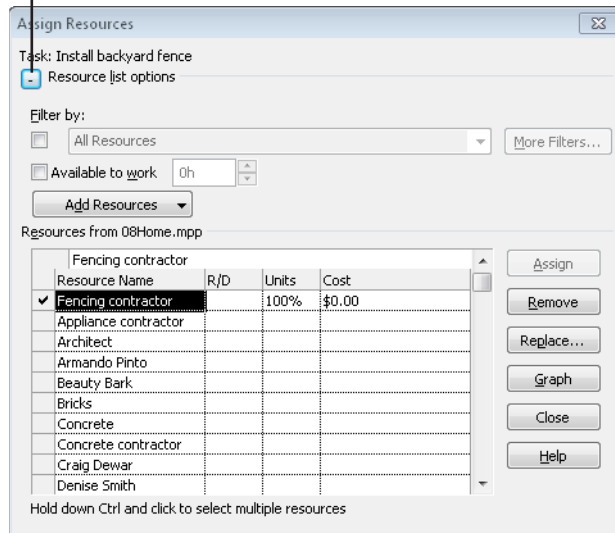 Assign Resources
Task: Install backyard fence
- Resource list options
Filter by:
All Resources More Filters...
Available to work 0h
Add Resources
Resources from 08Home.mpp
Fencing contractor
Resource Name R/D Units Cost
Fencing contractor 100% $0.00
Appliance contractor
Architect
Armando Pinto
Beauty Bark
Bricks
Concrete
Concrete contractor
Craig Dewar
Denise Smith
Assign
Remove
Replace...
Graph
Close
Help
Hold down Ctrl and click to select multiple resources